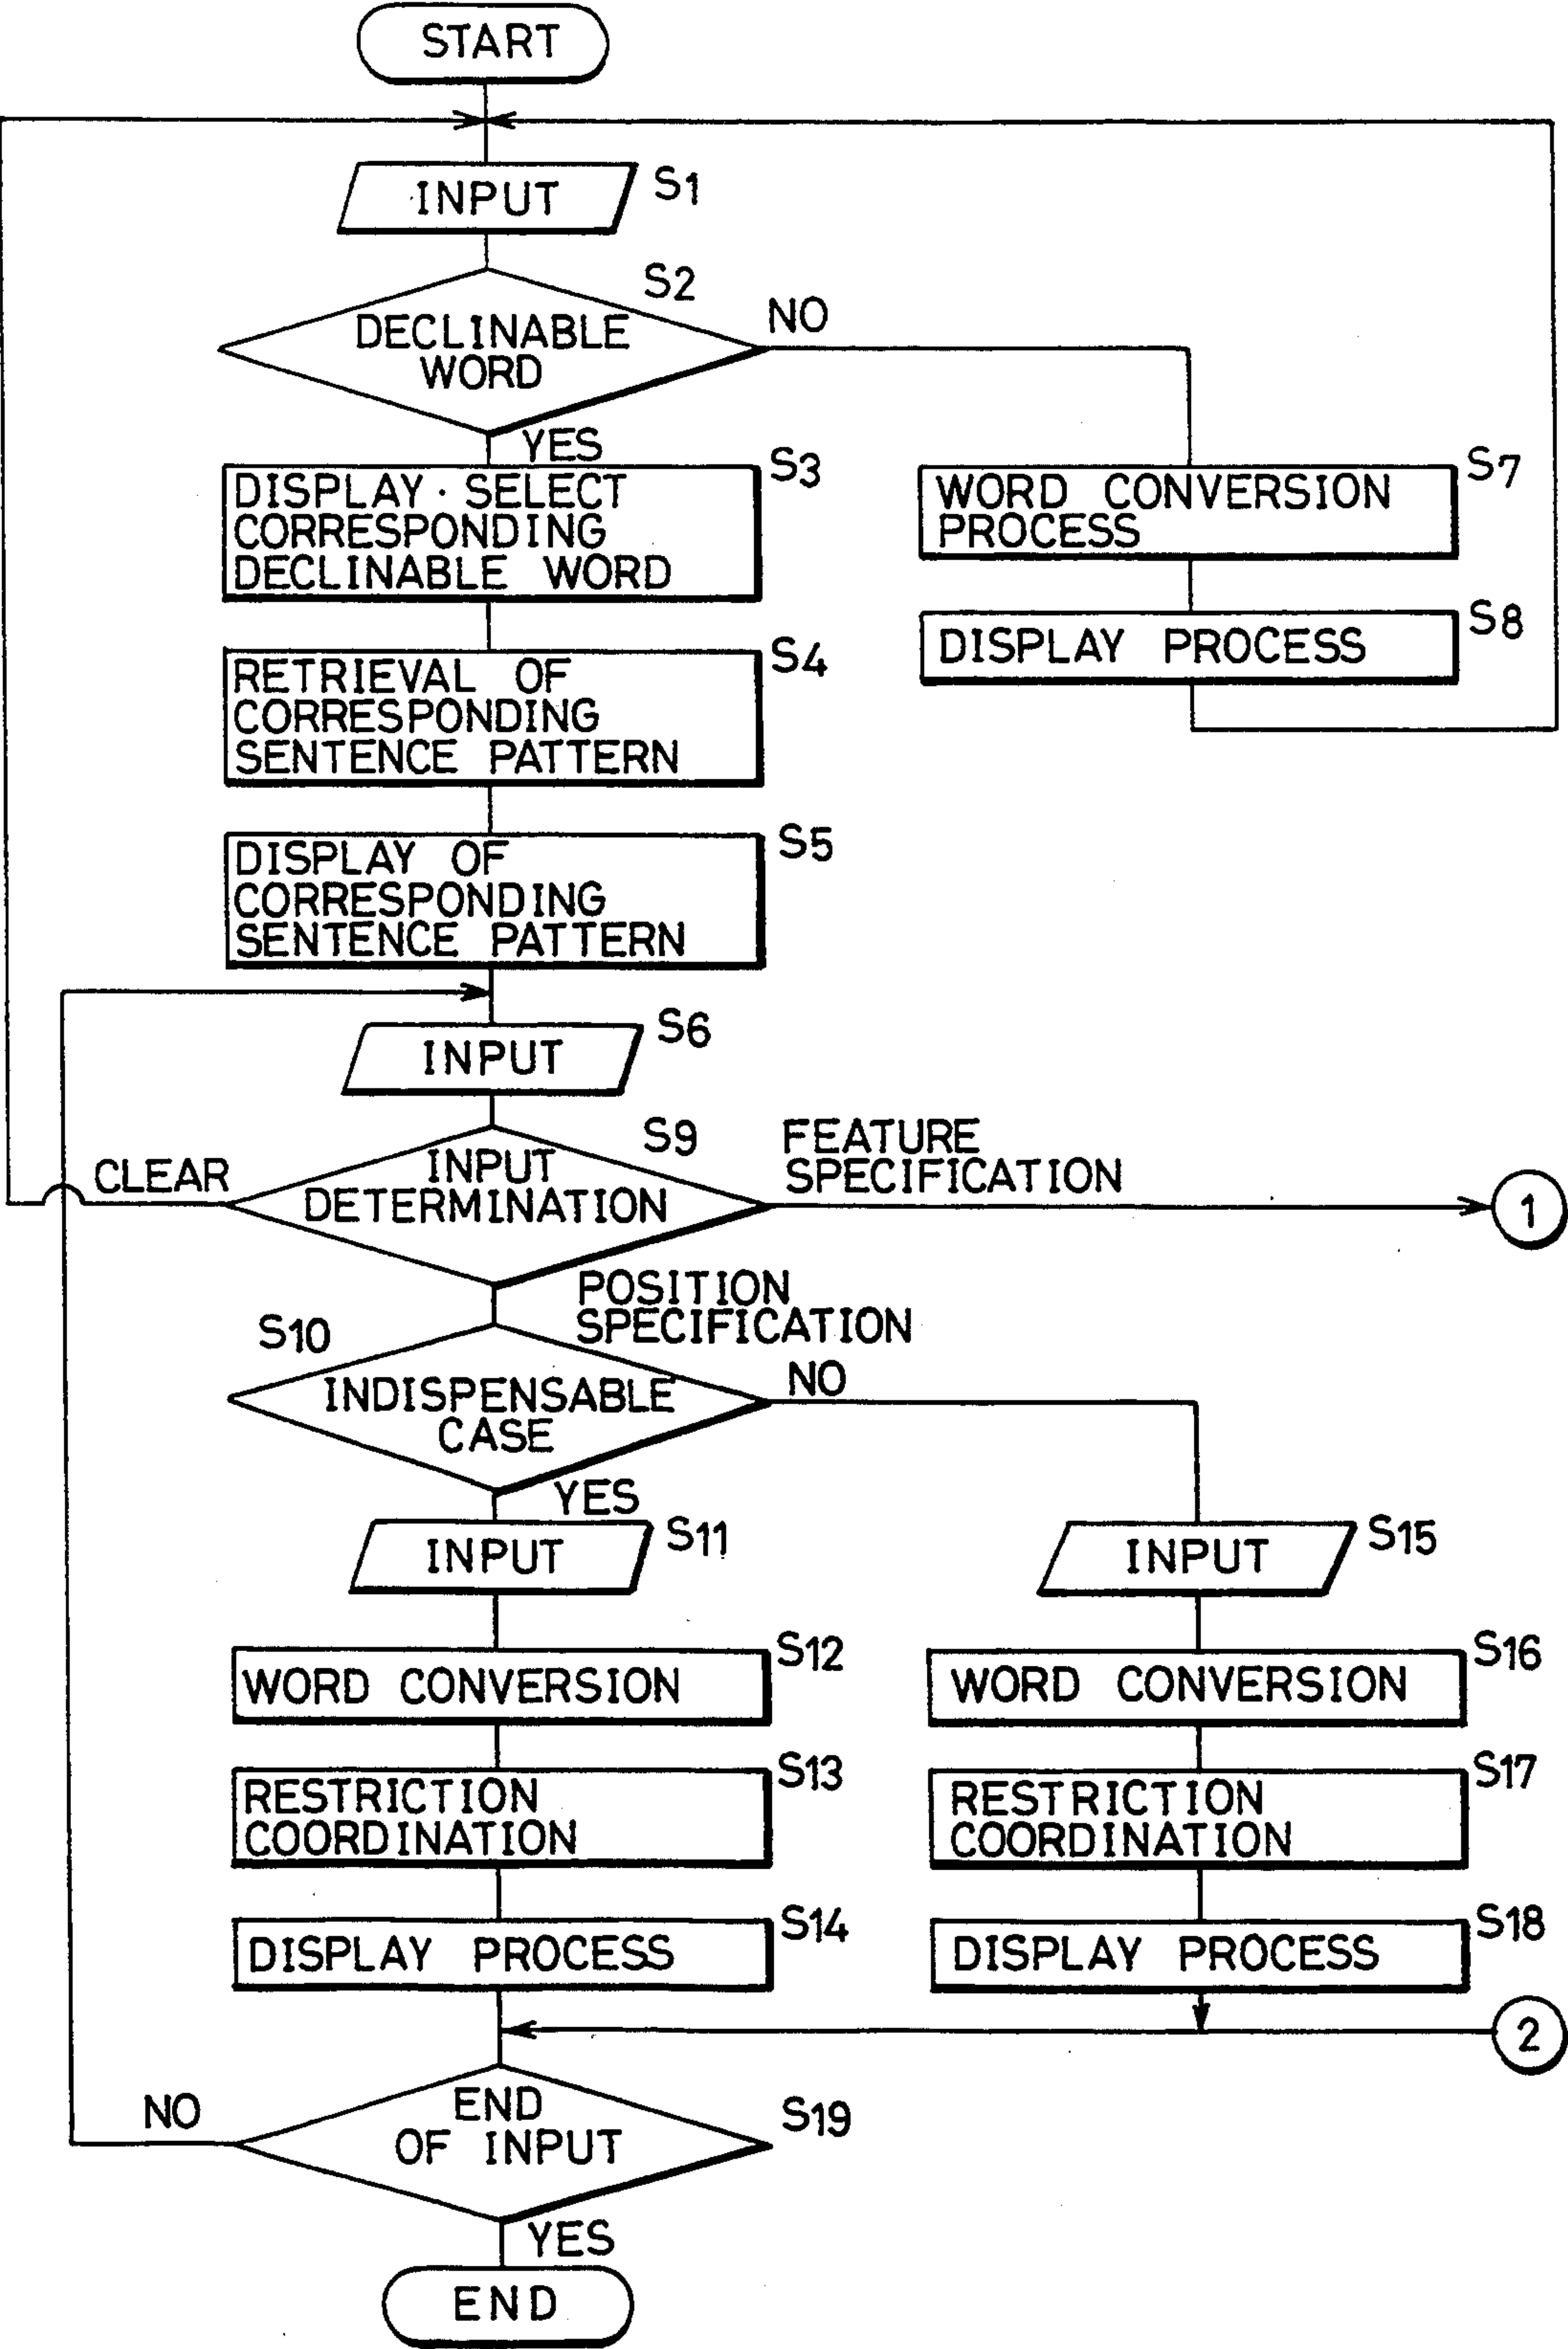 START
INPUT S1
S2
DECLINABLE
WORD
NO
YES
S3
DISPLAY · SELECT
CORRESPONDING
DECLINABLE WORD
S7
WORD CONVERSION
PROCESS
S8
DISPLAY PROCESS
S4
RETRIEVAL OF
CORRESPONDING
SENTENCE PATTERN
S5
DISPLAY OF
CORRESPONDING
SENTENCE PATTERN
INPUT S6
S9
INPUT
DETERMINATION
CLEAR
FEATURE
SPECIFICATION
1
POSITION
SPECIFICATION
S10
INDISPENSABLE
CASE
NO
YES
INPUT S11
INPUT S15
S12
WORD CONVERSION
S16
WORD CONVERSION
S13
RESTRICTION
COORDINATION
S17
RESTRICTION
COORDINATION
S14
DISPLAY PROCESS
S18
DISPLAY PROCESS
2
NO
END
OF INPUT
S19
YES
END